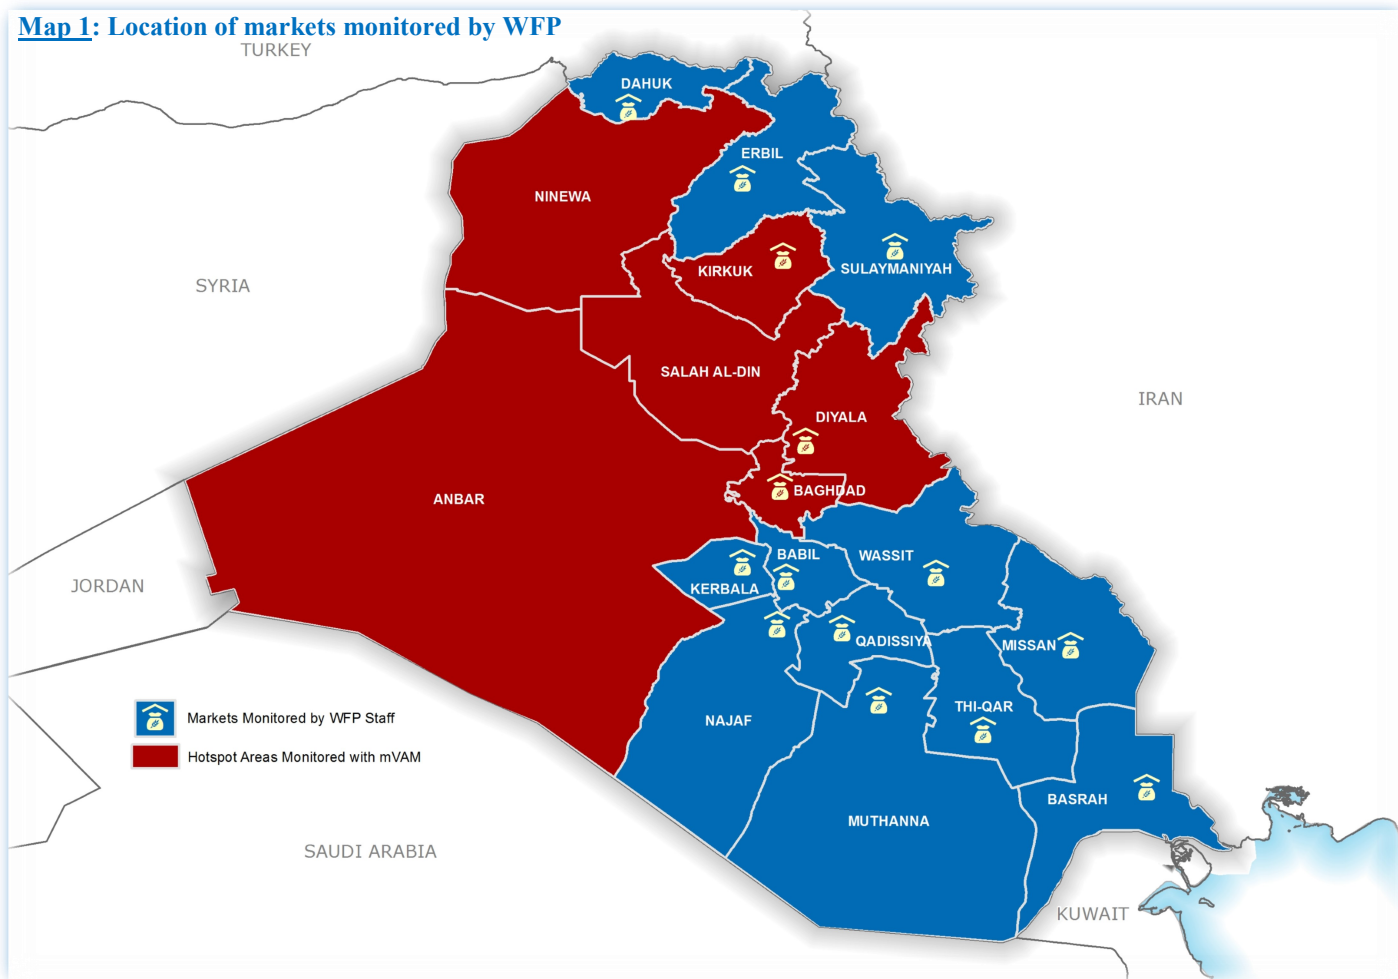 Map 1: Location of markets monitored by WFP
TURKEY
DAHUK
ERBIL
NINEWA
SULAYMANIYAH
KIRKUK
SYRIA
SALAH AL-DIN
IRAN
DIYALA
BAGHDAD
ANBAR
BABIL
WASSIT
JORDAN
KERBALA
QADISSIYA
MISSAN
THI-QAR
NAJAF
Markets Monitored by WFP Staff
Hotspot Areas Monitored with mVAM
BASRAH
MUTHANNA
SAUDI ARABIA
KUWAIT